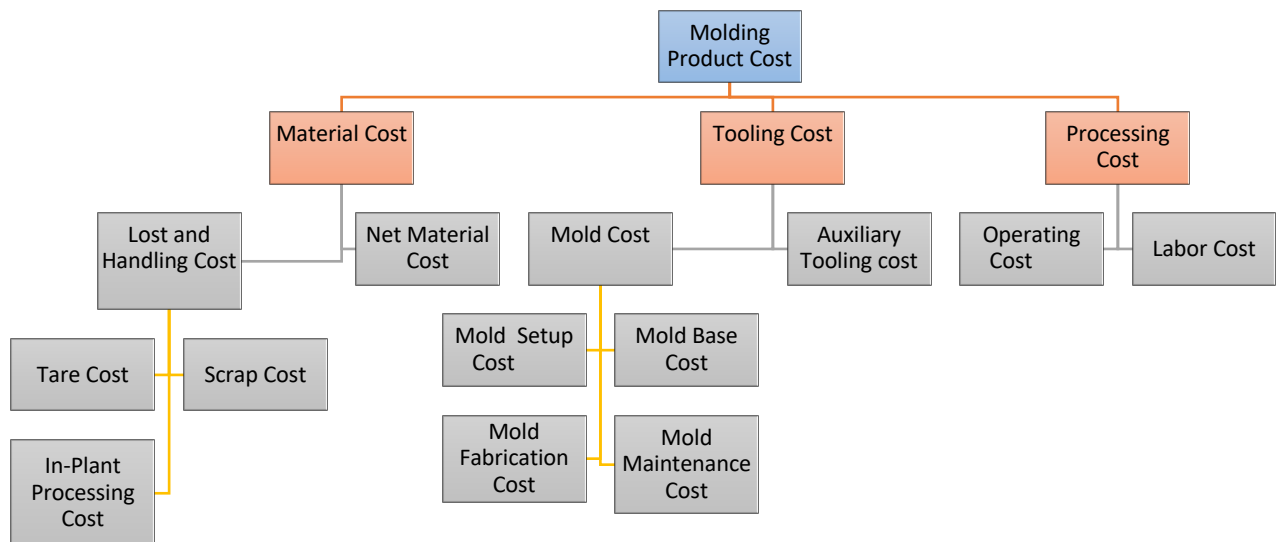 Molding
Product Cost
Material Cost
Tooling Cost
Processing
Cost
Lost and
Handling Cost
Net Material
Cost
Mold Cost
Auxiliary
Tooling cost
Operating
Cost
Labor Cost
Tare Cost
Scrap Cost
Mold Setup
Cost
Mold Base
Cost
In-Plant
Processing
Cost
Mold
Fabrication
Cost
Mold
Maintenance
Cost